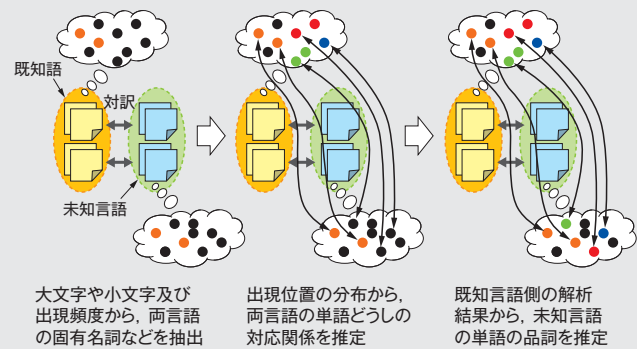 既知語
対訳
未知言語
大文字や小文字及び
出現頻度から，両言語
の固有名詞などを抽出
出現位置の分布から，
両言語の単語どうしの
対応関係を推定
既知言語側の解析
結果から，未知言語
の単語の品詞を推定